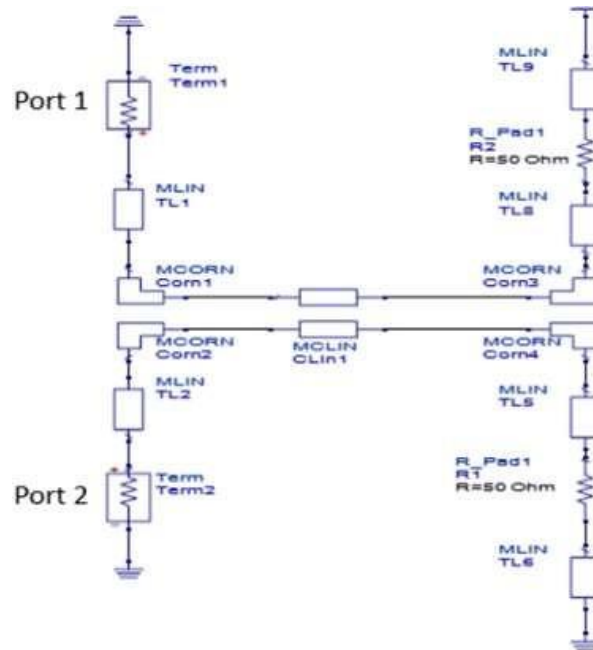 Port 1
Term
Term1
MLIN
TL1
MCORN
Corn1
MLIN
TL9
R_Pad1
R2
R=50 Ohm
MLIN
TL8
MCORN
Corn3
MCORN
Corn2
MCLIN
CLin1
MCORN
Corn4
MLIN
TL2
MLIN
TL5
Port 2
Term
Term2
R_Pad1
R1
R=50 Ohm
MLIN
TL6